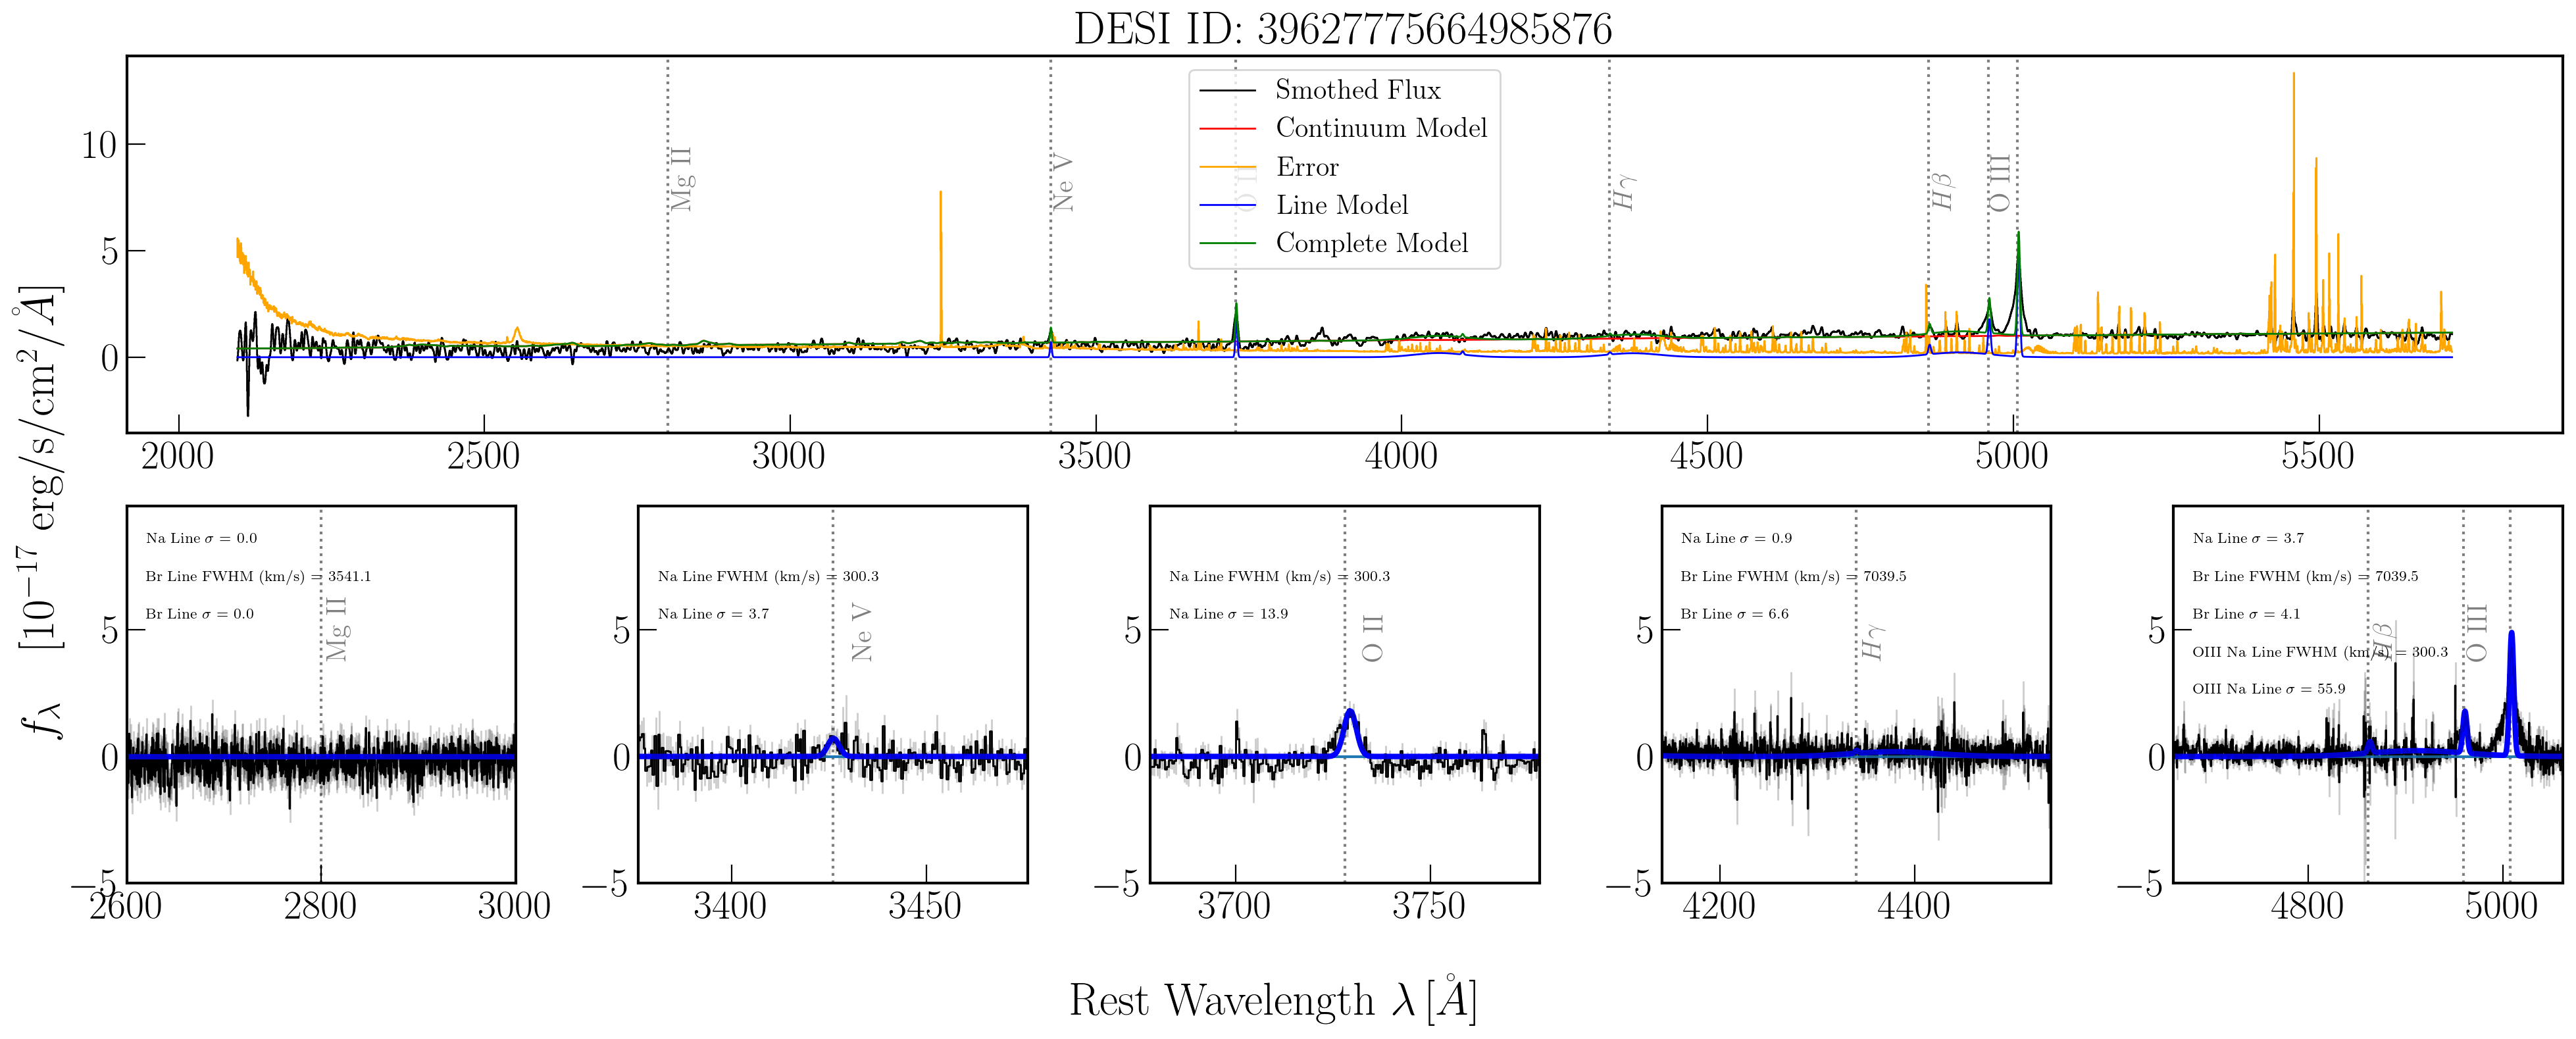 DESI ID: 39627775664985876
Smothed Flux
Continuum Model
Error
Line Model
Complete Model
Mg II
Ne V
O II
Hγ
Hβ
O III
10
5
0
2000 2500 3000 3500 4000 4500 5000 5500
fλ [10⁻¹⁷ erg/s/cm²/Å]
Na Line σ = 0.0
Br Line FWHM (km/s) = 3541.1
Br Line σ = 0.0
Mg II
5
0
−5
2600 2800 3000
Na Line FWHM (km/s) = 300.3
Na Line σ = 3.7
Ne V
5
0
−5
3400 3450
Na Line FWHM (km/s) = 300.3
Na Line σ = 13.9
O II
5
0
−5
3700 3750
Na Line σ = 0.9
Br Line FWHM (km/s) = 7039.5
Br Line σ = 6.6
Hγ
5
0
−5
4200 4400
Na Line σ = 3.7
Br Line FWHM (km/s) = 7039.5
Br Line σ = 4.1
OIII Na Line FWHM (km/s) = 300.3
OIII Na Line σ = 55.9
Hβ
O III
5
0
−5
4800 5000
Rest Wavelength λ [Å]